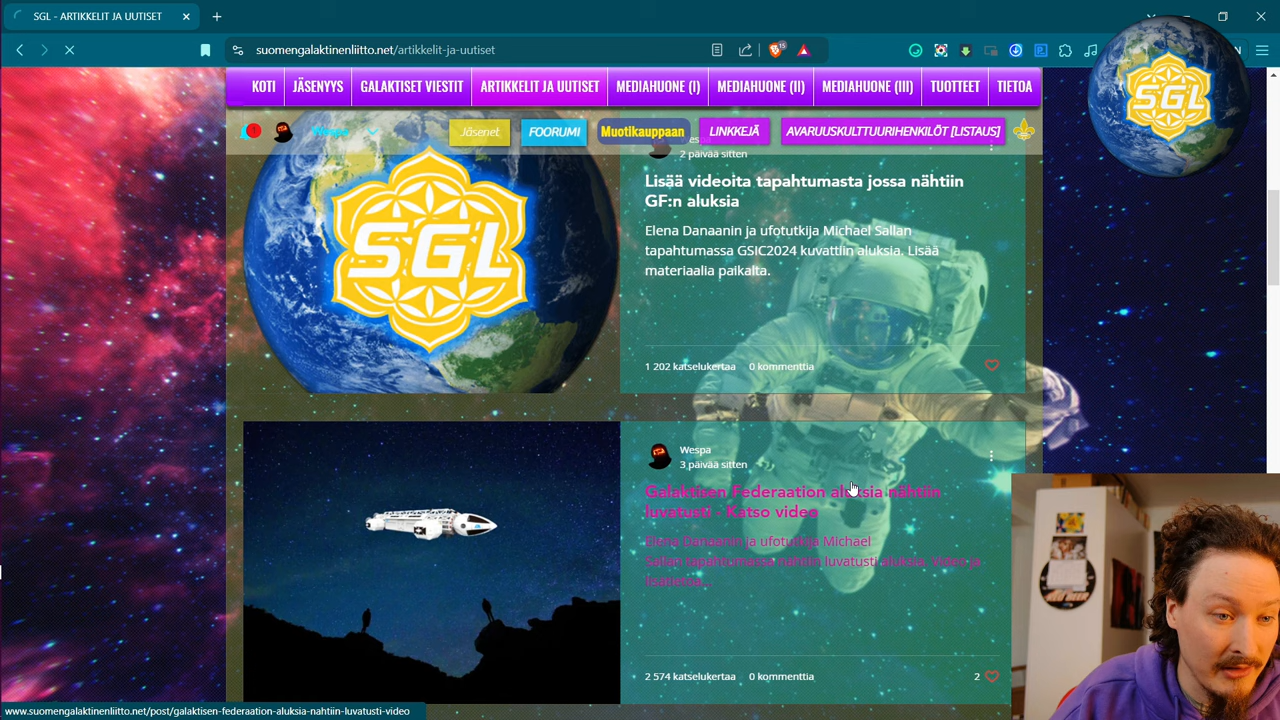 SGL - ARTIKKELIT JA UUTISET
suomengalaktinenliitto.net/artikkelit-ja-uutiset
15
SGL
KOTI
JÄSENYYS
GALAKTISET VIESTIT
ARTIKKELIT JA UUTISET
MEDIAHUONE (I)
MEDIAHUONE (II)
MEDIAHUONE (III)
TUOTTEET
TIETOA
Wespa
Jäsenet
FOORUMI
Muotikauppaan
LINKKEJÄ
AVARUUSKULTTUURIHENKILÖT [LISTAUS]
2 päivää sitten
Lisää videoita tapahtumasta jossa nähtiin
GF:n aluksia
Elena Danaanin ja ufotutkija Michael Sallan
tapahtumassa GSIC2024 kuvattiin aluksia. Lisää
materiaalia paikalta.
1 202 katselukertaa 0 kommenttia
SGL
Wespa
3 päivää sitten
Galaktisen Federaation aluksia nähtiin
luvatusti - Katso video
Elena Danaanin ja ufotutkija Michael
Sallan tapahtumassa nähtiin luvatusti aluksia. Video ja
lisätietoa...
2 574 katselukertaa 0 kommenttia 2
www.suomengalaktinenliitto.net/post/galaktisen-federaation-aluksia-nahtiin-luvatusti-video